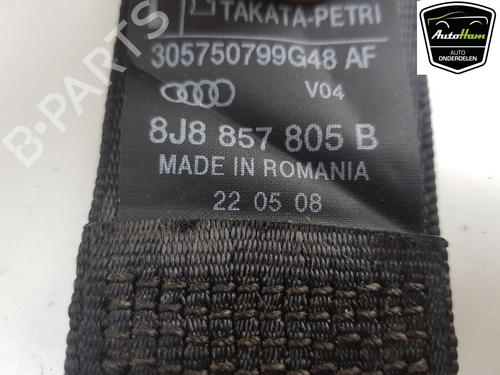 TAKATA-PETRI
305750799G48 AF
V04
8J8 857 805 B
MADE IN ROMANIA
22 05 08
B-PARTS
AutoHam
AUTO
ONDERDELEN